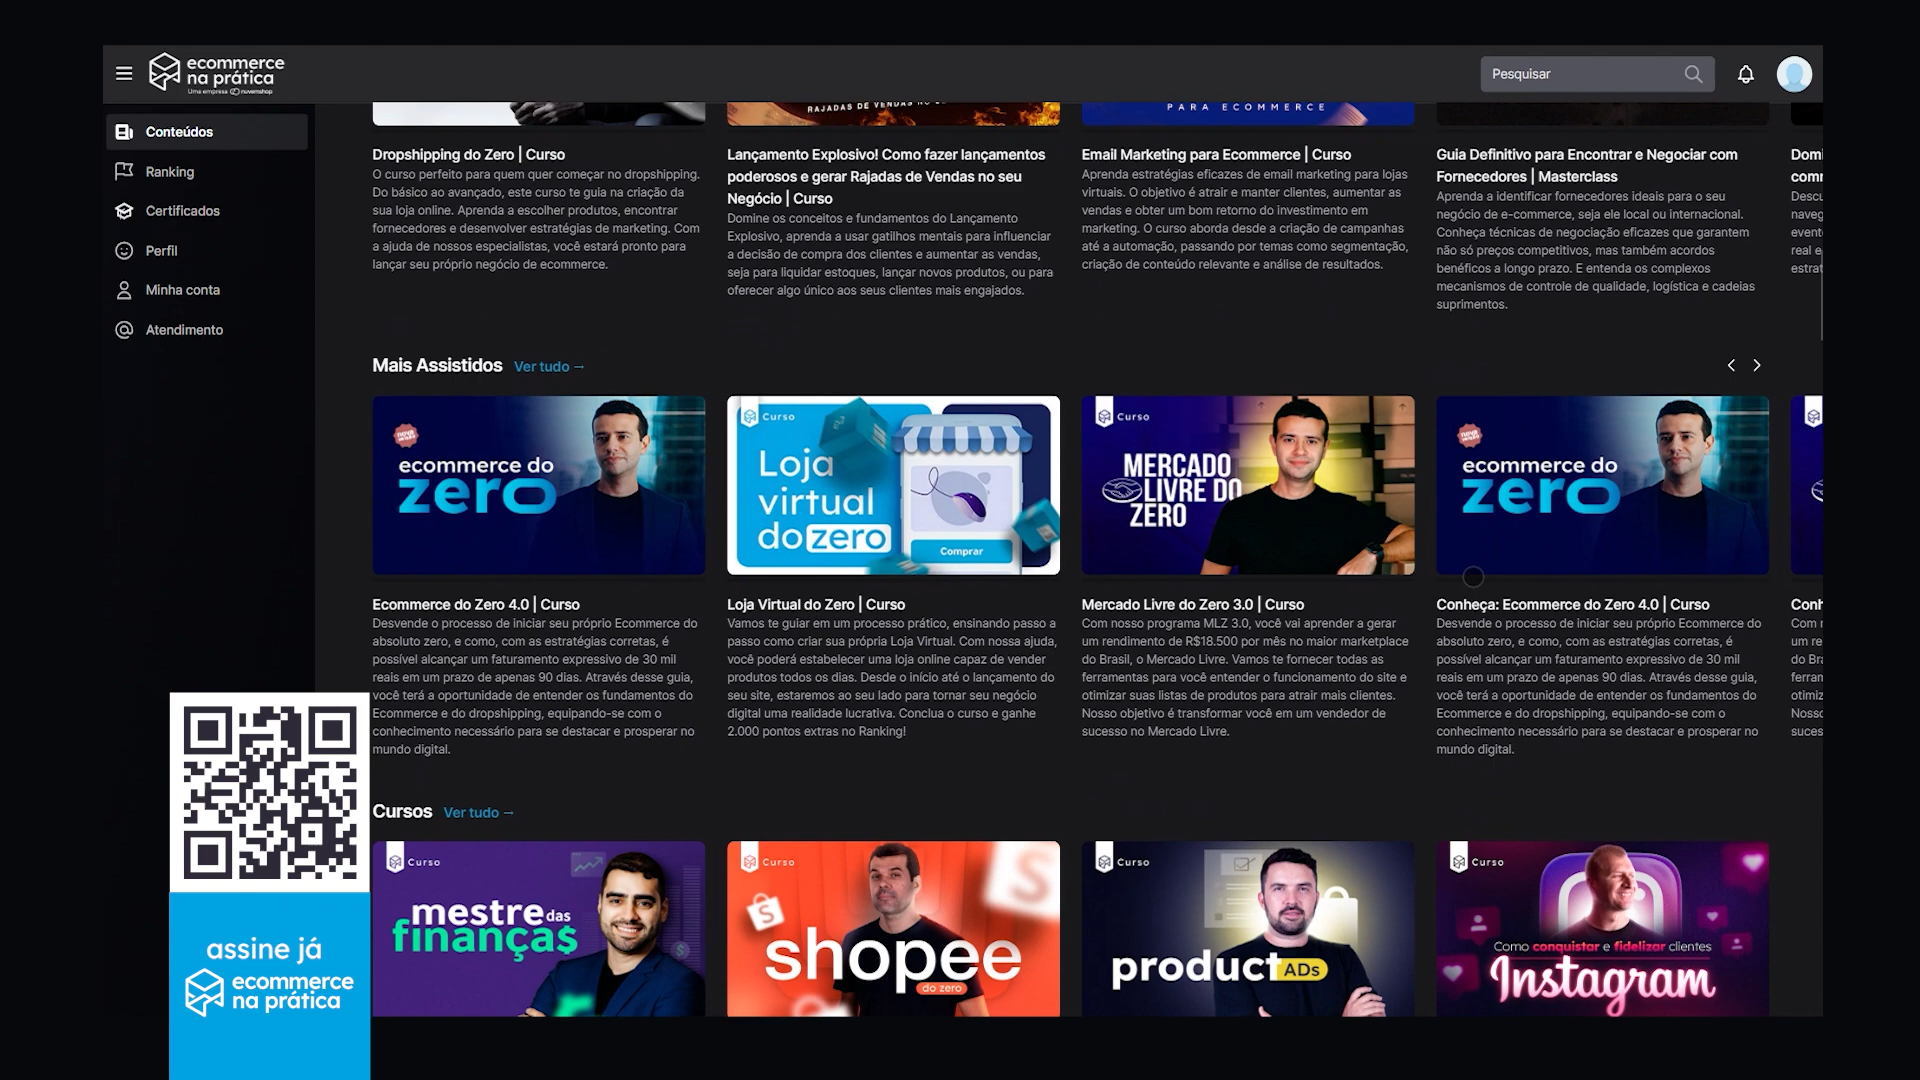 ecommerce
na prática
Uma empresa nuvemshop
Pesquisar
Conteúdos
Ranking
Certificados
Perfil
Minha conta
Atendimento
RAJADAS DE VENDAS NO
PARA ECOMMERCE
Dropshipping do Zero | Curso
O curso perfeito para quem quer começar no dropshipping.
Do básico ao avançado, este curso te guia na criação da
sua loja online. Aprenda a escolher produtos, encontrar
fornecedores e desenvolver estratégias de marketing. Com
a ajuda de nossos especialistas, você estará pronto para
lançar seu próprio negócio de ecommerce.
Lançamento Explosivo! Como fazer lançamentos
poderosos e gerar Rajadas de Vendas no seu
Negócio | Curso
Domine os conceitos e fundamentos do Lançamento
Explosivo, aprenda a usar gatilhos mentais para influenciar
a decisão de compra dos clientes e aumentar as vendas,
seja para liquidar estoques, lançar novos produtos, ou para
oferecer algo único aos seus clientes mais engajados.
Email Marketing para Ecommerce | Curso
Aprenda estratégias eficazes de email marketing para lojas
virtuais. O objetivo é atrair e manter clientes, aumentar as
vendas e obter um bom retorno do investimento em
marketing. O curso aborda desde a criação de campanhas
até a automação, passando por temas como segmentação,
criação de conteúdo relevante e análise de resultados.
Guia Definitivo para Encontrar e Negociar com
Fornecedores | Masterclass
Aprenda a identificar fornecedores ideais para o seu
negócio de e-commerce, seja ele local ou internacional.
Conheça técnicas de negociação eficazes que garantem
não só preços competitivos, mas também acordos
benéficos a longo prazo. E entenda os complexos
mecanismos de controle de qualidade, logística e cadeias
suprimentos.
Mais Assistidos Ver tudo →
ecommerce do
zero
Curso
Loja
virtual
do zero
Comprar
Curso
MERCADO
LIVRE DO
ZERO
ecommerce do
zero
Ecommerce do Zero 4.0 | Curso
Desvende o processo de iniciar seu próprio Ecommerce do
absoluto zero, e como, com as estratégias corretas, é
possível alcançar um faturamento expressivo de 30 mil
reais em um prazo de apenas 90 dias. Através desse guia,
você terá a oportunidade de entender os fundamentos do
Ecommerce e do dropshipping, equipando-se com o
conhecimento necessário para se destacar e prosperar no
mundo digital.
Loja Virtual do Zero | Curso
Vamos te guiar em um processo prático, ensinando passo a
passo como criar sua própria Loja Virtual. Com nossa ajuda,
você poderá estabelecer uma loja online capaz de vender
produtos todos os dias. Desde o início até o lançamento do
seu site, estaremos ao seu lado para tornar seu negócio
digital uma realidade lucrativa. Conclua o curso e ganhe
2.000 pontos extras no Ranking!
Mercado Livre do Zero 3.0 | Curso
Com nosso programa MLZ 3.0, você vai aprender a gerar
um rendimento de R$18.500 por mês no maior marketplace
do Brasil, o Mercado Livre. Vamos te fornecer todas as
ferramentas para você entender o funcionamento do site e
otimizar suas listas de produtos para atrair mais clientes.
Nosso objetivo é transformar você em um vendedor de
sucesso no Mercado Livre.
Conheça: Ecommerce do Zero 4.0 | Curso
Desvende o processo de iniciar seu próprio Ecommerce do
absoluto zero, e como, com as estratégias corretas, é
possível alcançar um faturamento expressivo de 30 mil
reais em um prazo de apenas 90 dias. Através desse guia,
você terá a oportunidade de entender os fundamentos do
Ecommerce e do dropshipping, equipando-se com o
conhecimento necessário para se destacar e prosperar no
mundo digital.
Cursos Ver tudo →
Curso
mestre das
finança$
Curso
shopee
do zero
Curso
product ADs
Curso
Como conquistar e fidelizar clientes
Instagram
assine já
ecommerce
na prática